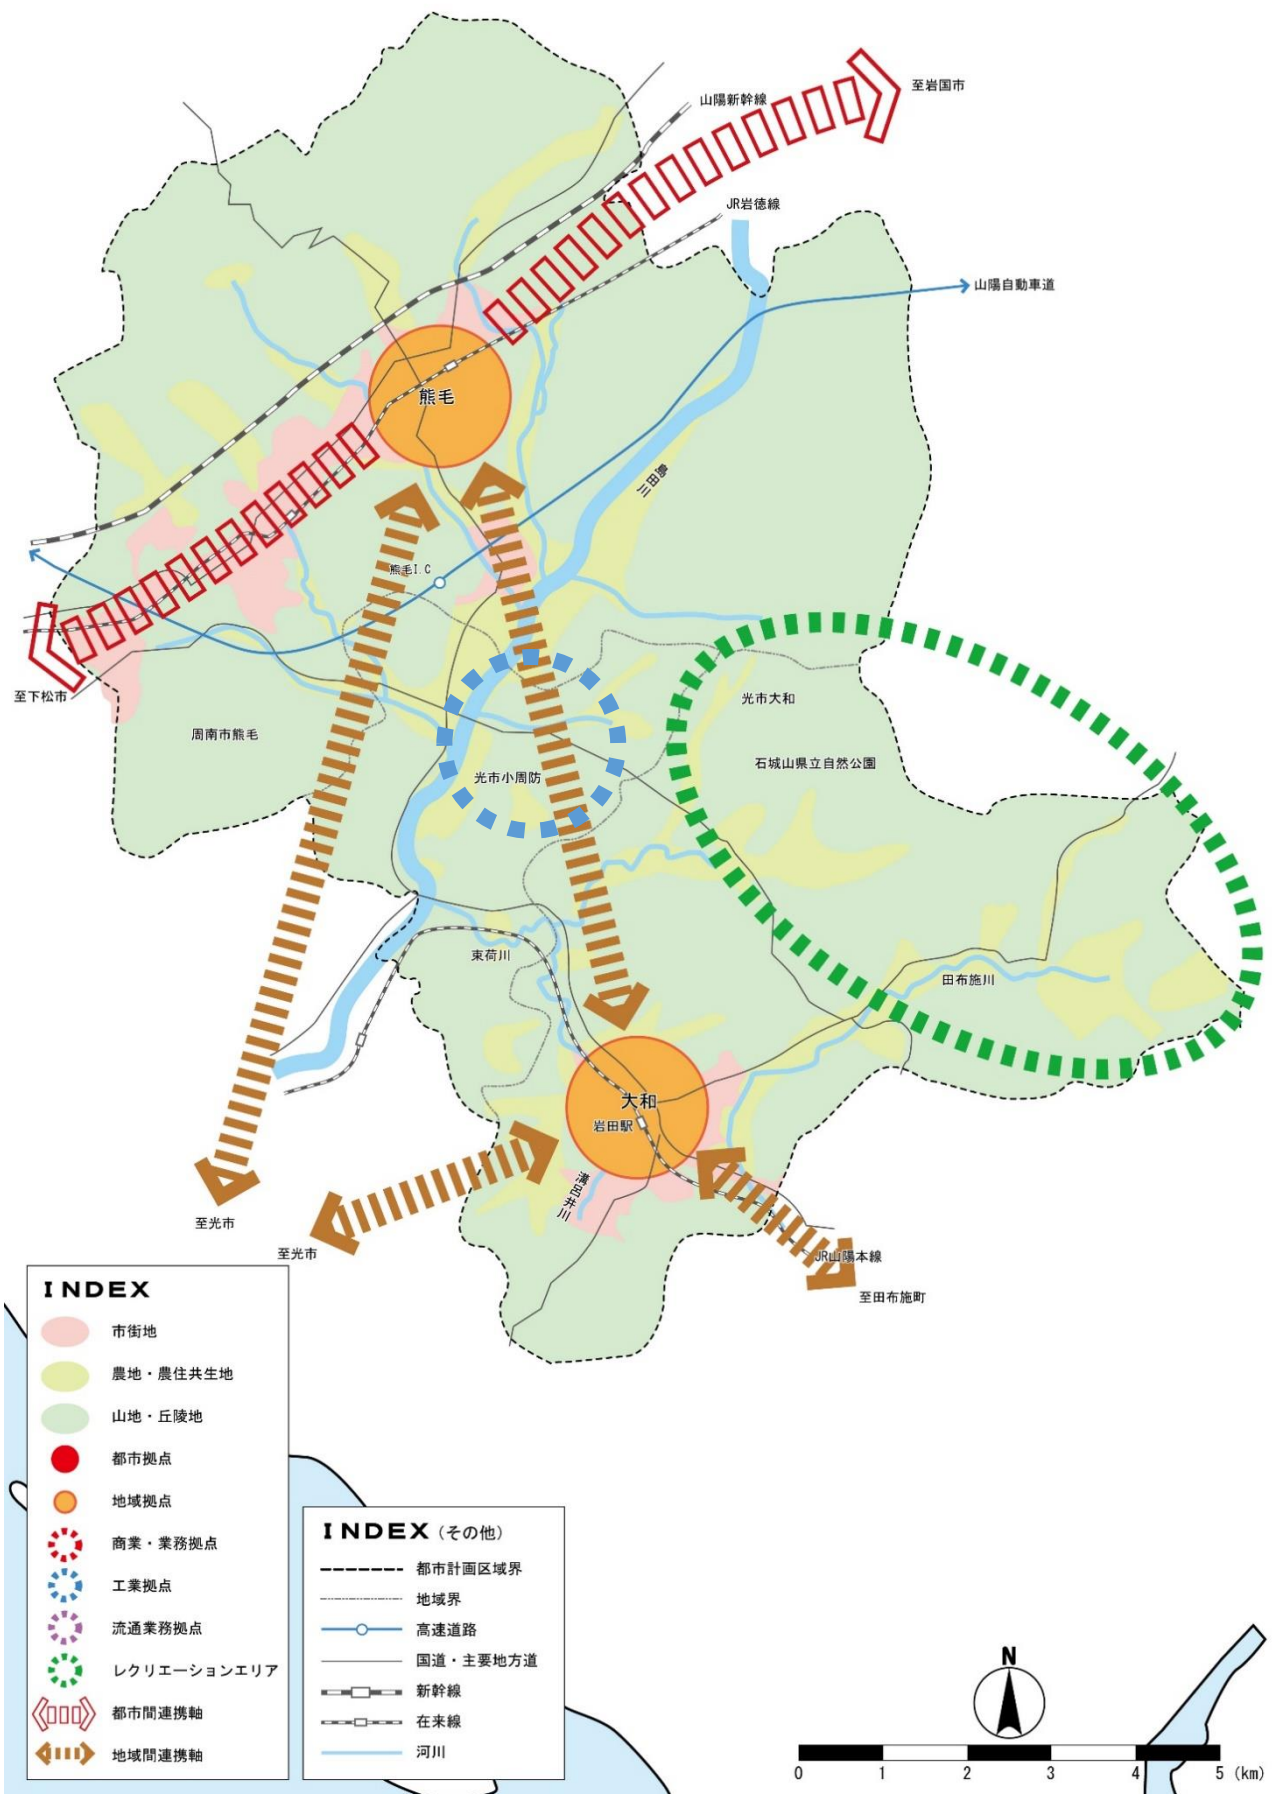 至岩国市
山陽新幹線
JR岩徳線
山陽自動車道
熊毛
島田川
熊毛I.C
至下松市
光市大和
周南市熊毛
石城山県立自然公園
光市小周防
束荷川
田布施川
大和
岩田駅
溝呂井川
至光市
至光市
JR山陽本線
至田布施町
INDEX
市街地
農地・農住共生地
山地・丘陵地
都市拠点
地域拠点
商業・業務拠点
工業拠点
流通業務拠点
レクリエーションエリア
都市間連携軸
地域間連携軸
INDEX（その他）
都市計画区域界
地域界
高速道路
国道・主要地方道
新幹線
在来線
河川
N
0 1 2 3 4 5 (km)